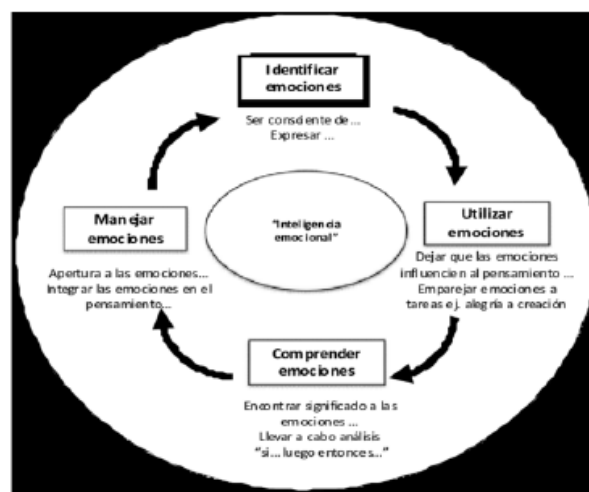 Identificar
emociones
Ser consciente de ...
Expresar ...
Utilizar
emociones
Dejar que las emociones
influencien al pensamiento ...
Emparejar emociones a
tareas ej. alegría a creación
Comprender
emociones
Encontrar significado a las
emociones ...
Llevar a cabo análisis
"si... luego entonces..."
Manejar
emociones
Apertura a las emociones...
Integrar las emociones en el
pensamiento...
"Inteligencia
emocional"